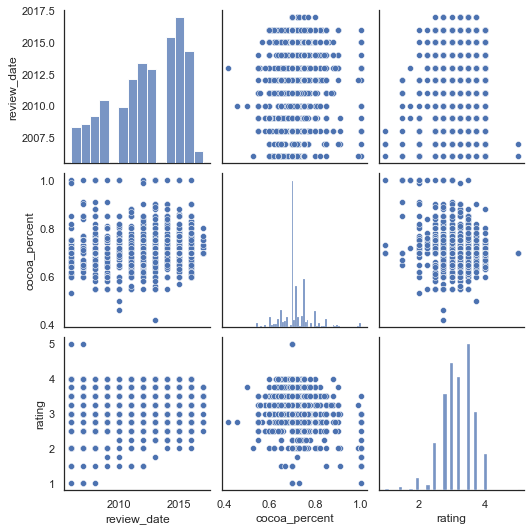 2017.5
2015.0
2012.5
2010.0
2007.5
review_date
1.0
0.8
0.6
0.4
cocoa_percent
5
4
3
2
1
rating
2010 2015
review_date
0.4 0.6 0.8 1.0
cocoa_percent
2 4
rating